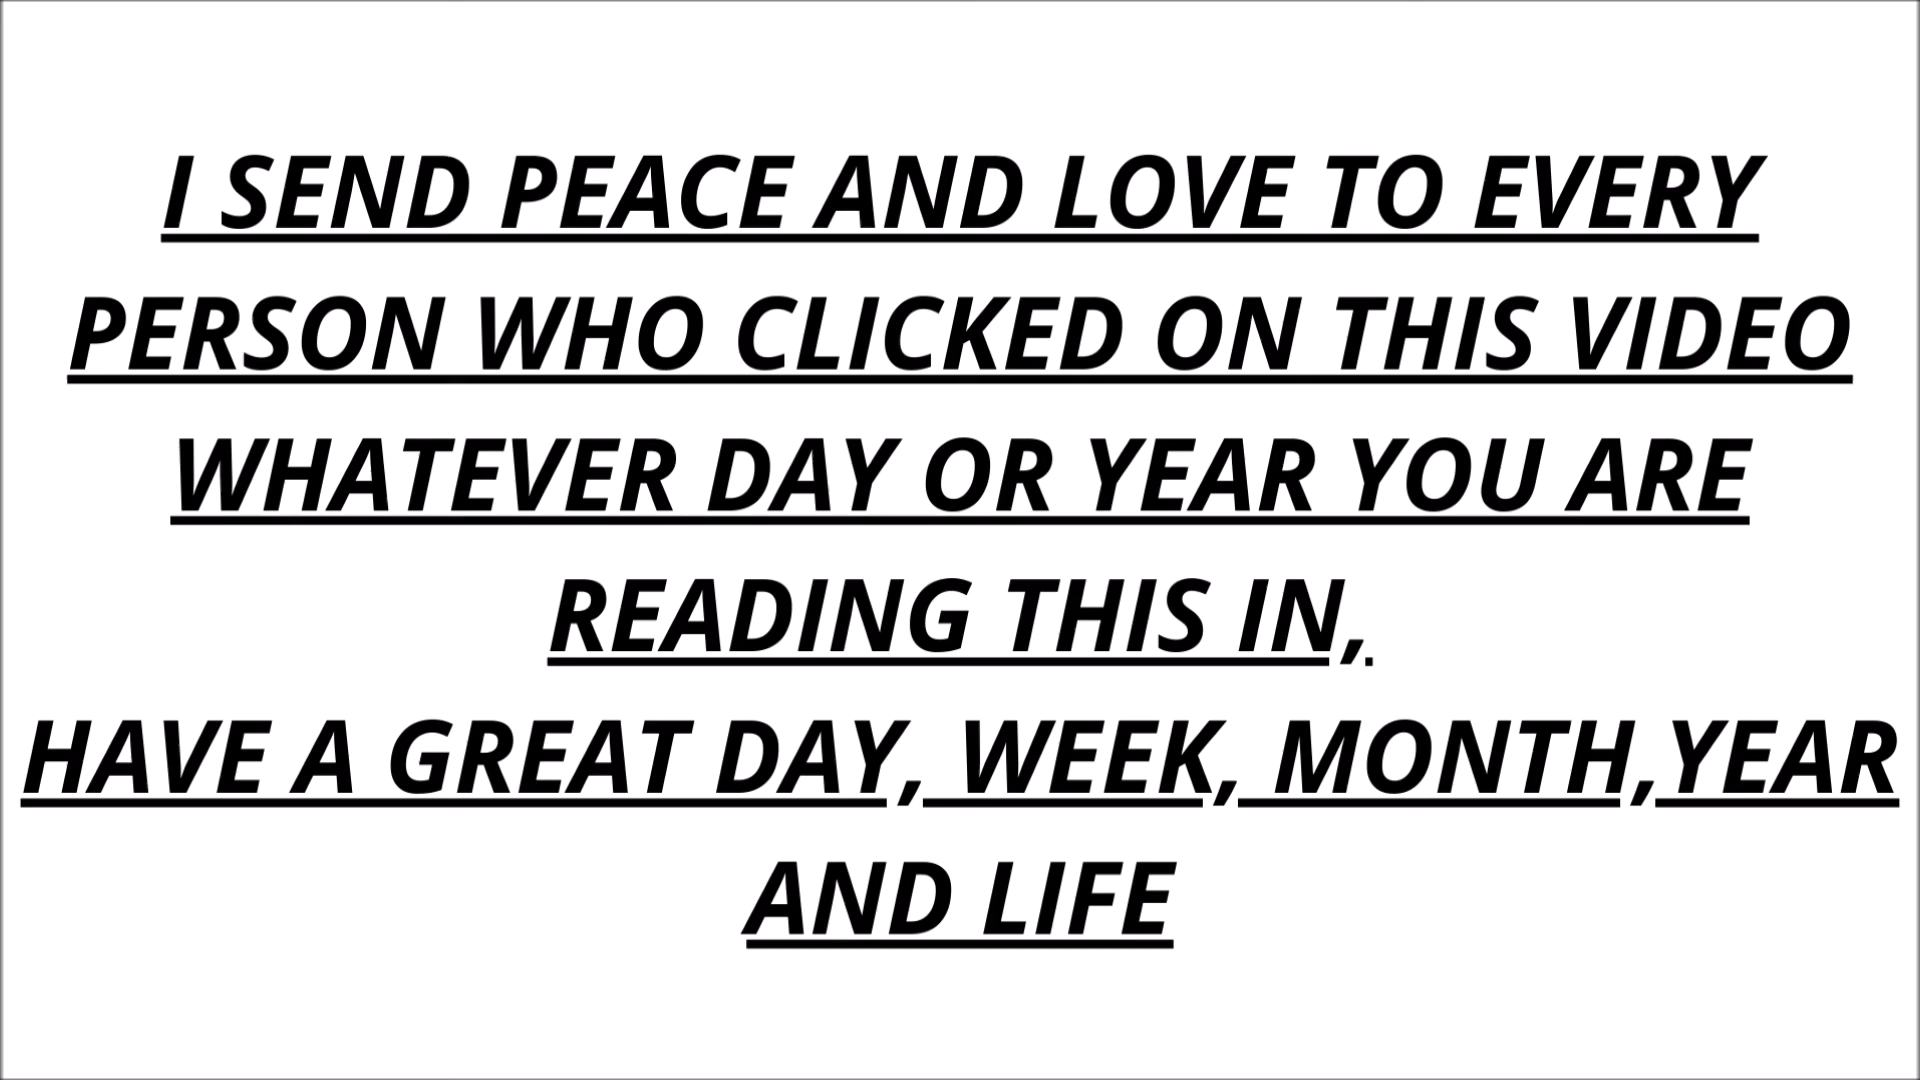 I SEND PEACE AND LOVE TO EVERY
PERSON WHO CLICKED ON THIS VIDEO
WHATEVER DAY OR YEAR YOU ARE
READING THIS IN,
HAVE A GREAT DAY, WEEK, MONTH,YEAR
AND LIFE